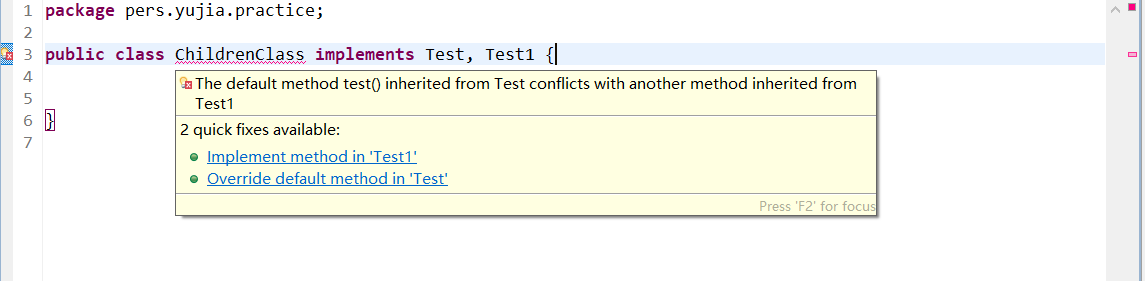 1 package pers.yujia.practice;
2
3 public class ChildrenClass implements Test, Test1 {
4
The default method test() inherited from Test conflicts with another method inherited from
Test1
5
2 quick fixes available:
6 }
7
Implement method in 'Test1'
Override default method in 'Test'
Press 'F2' for focus